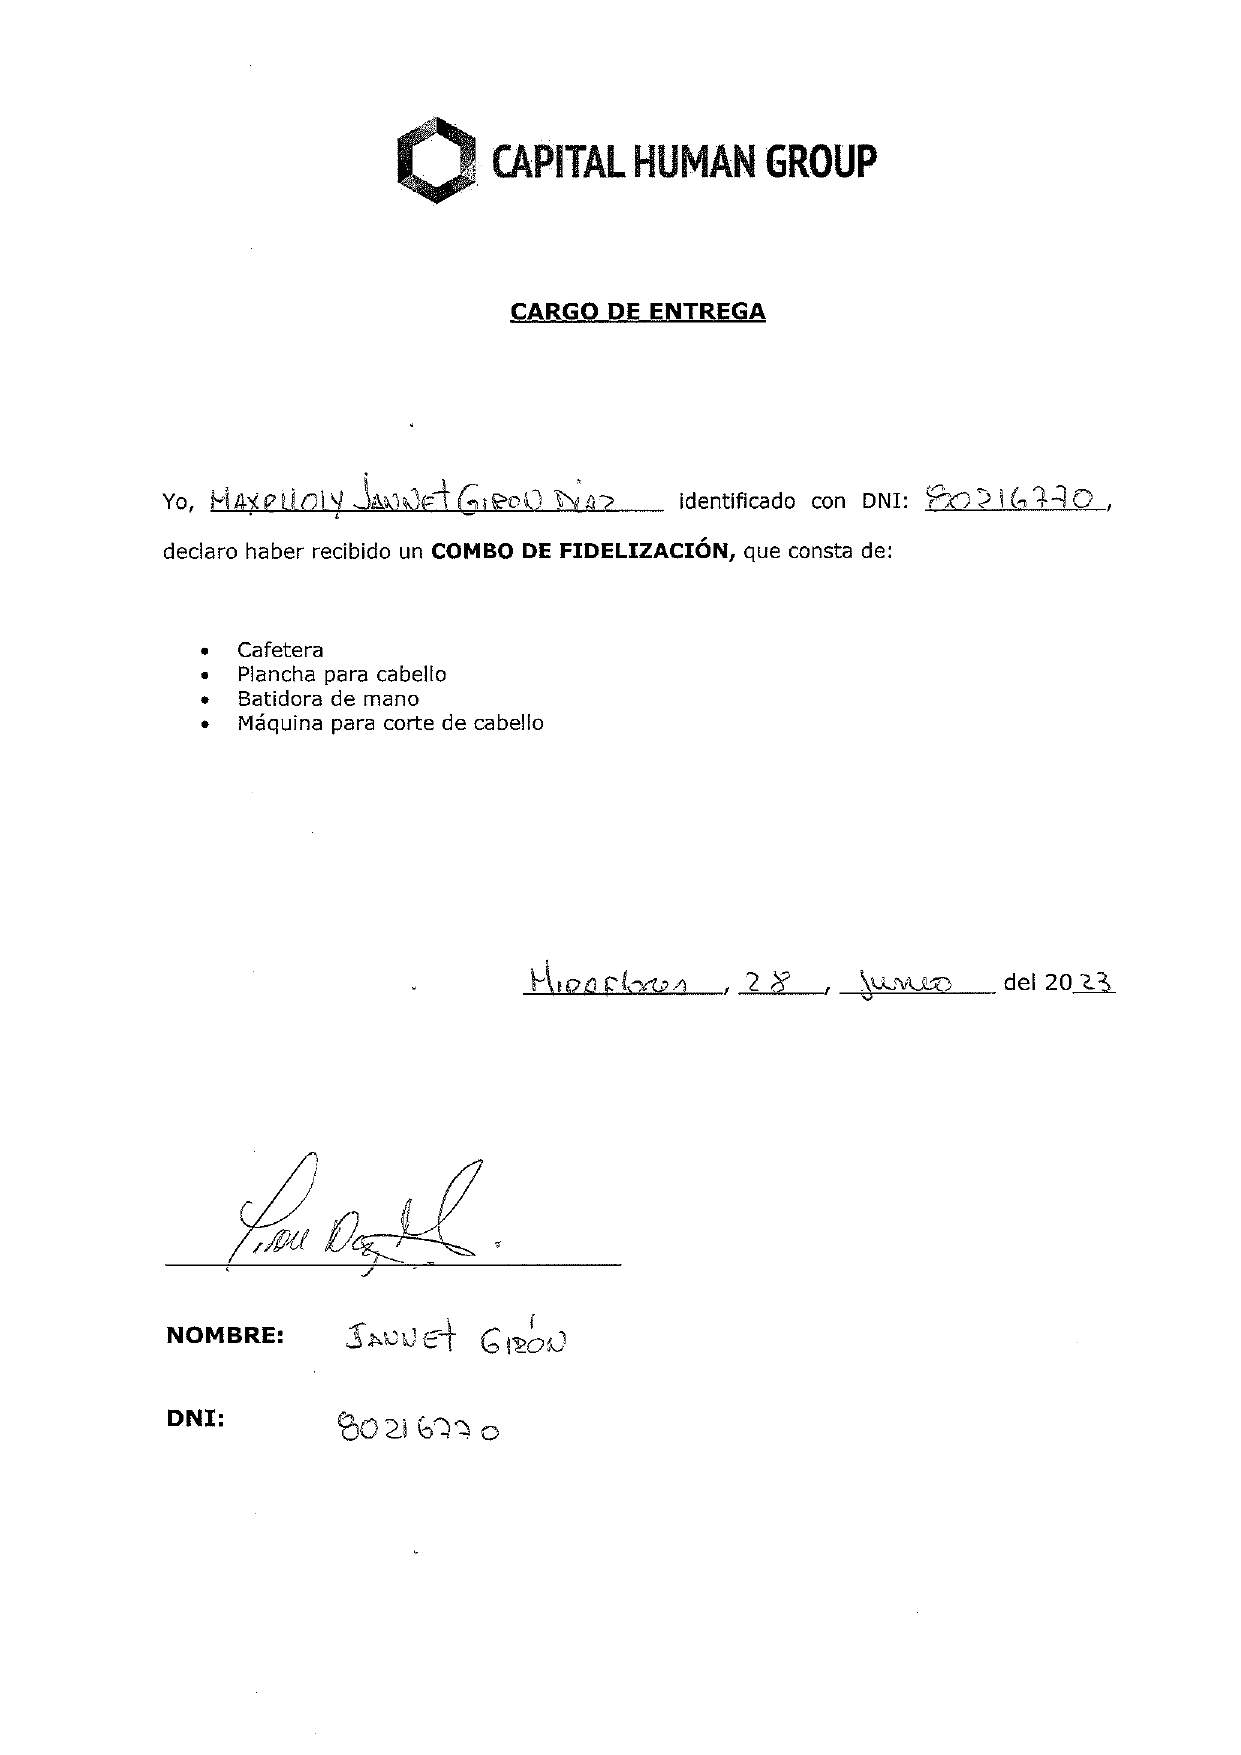 CAPITAL HUMAN GROUP
CARGO DE ENTREGA
Yo, Jannet Giron Diaz identificado con DNI: 80216770,
declaro haber recibido un COMBO DE FIDELIZACIÓN, que consta de:
• Cafetera
• Plancha para cabello
• Batidora de mano
• Máquina para corte de cabello
Miraflores, 28, junio del 2023
NOMBRE: JANNET GIRÓN
DNI: 80216770